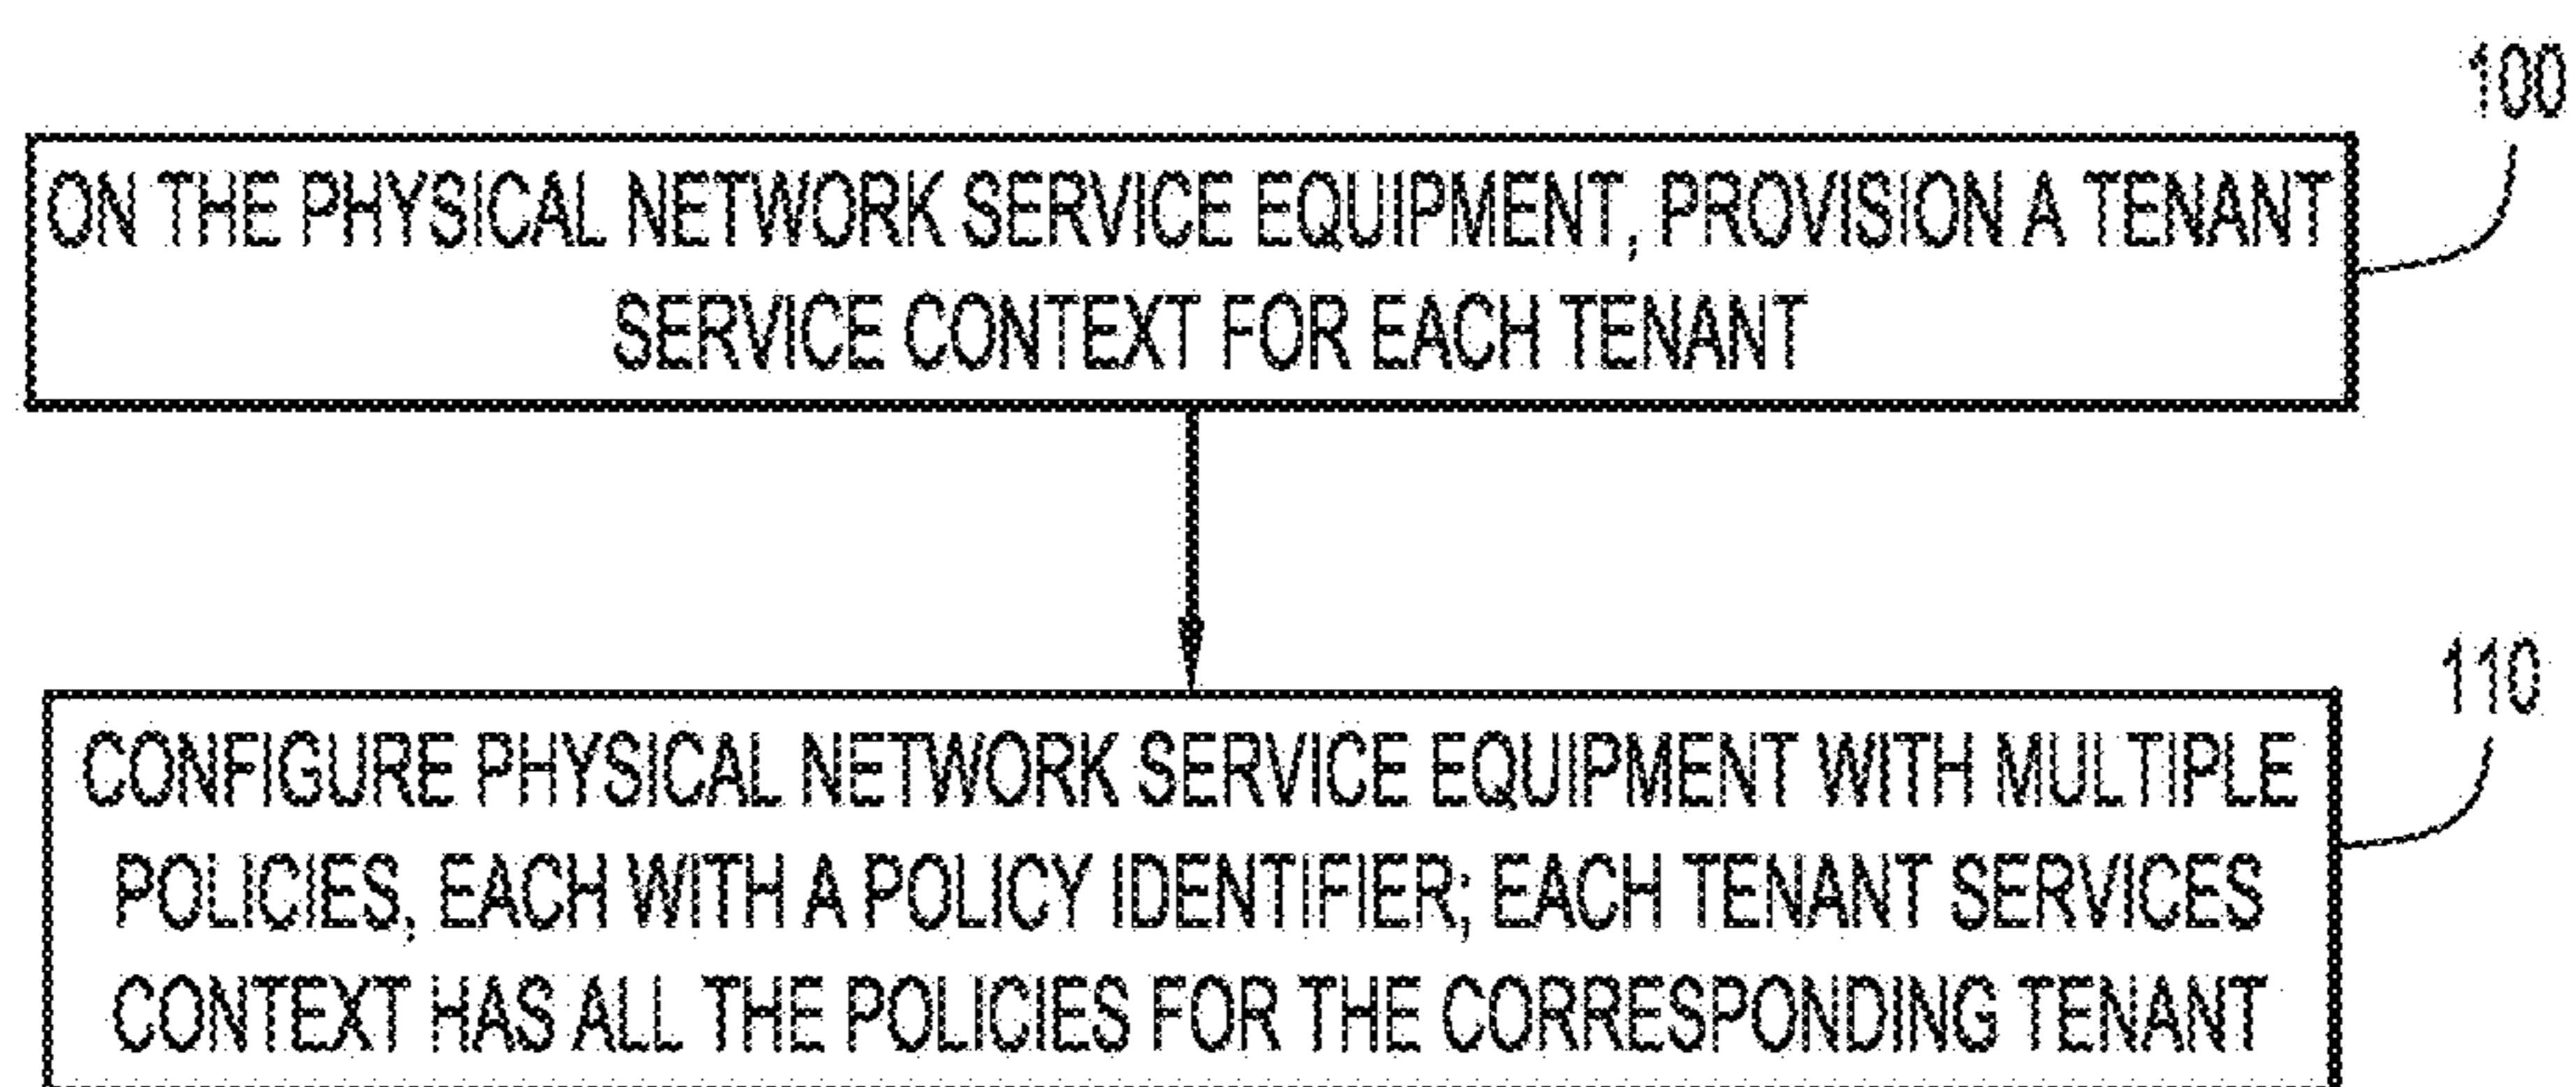 100
ON THE PHYSICAL NETWORK SERVICE EQUIPMENT, PROVISION A TENANT
SERVICE CONTEXT FOR EACH TENANT
110
CONFIGURE PHYSICAL NETWORK SERVICE EQUIPMENT WITH MULTIPLE
POLICIES, EACH WITH A POLICY IDENTIFIER; EACH TENANT SERVICES
CONTEXT HAS ALL THE POLICIES FOR THE CORRESPONDING TENANT